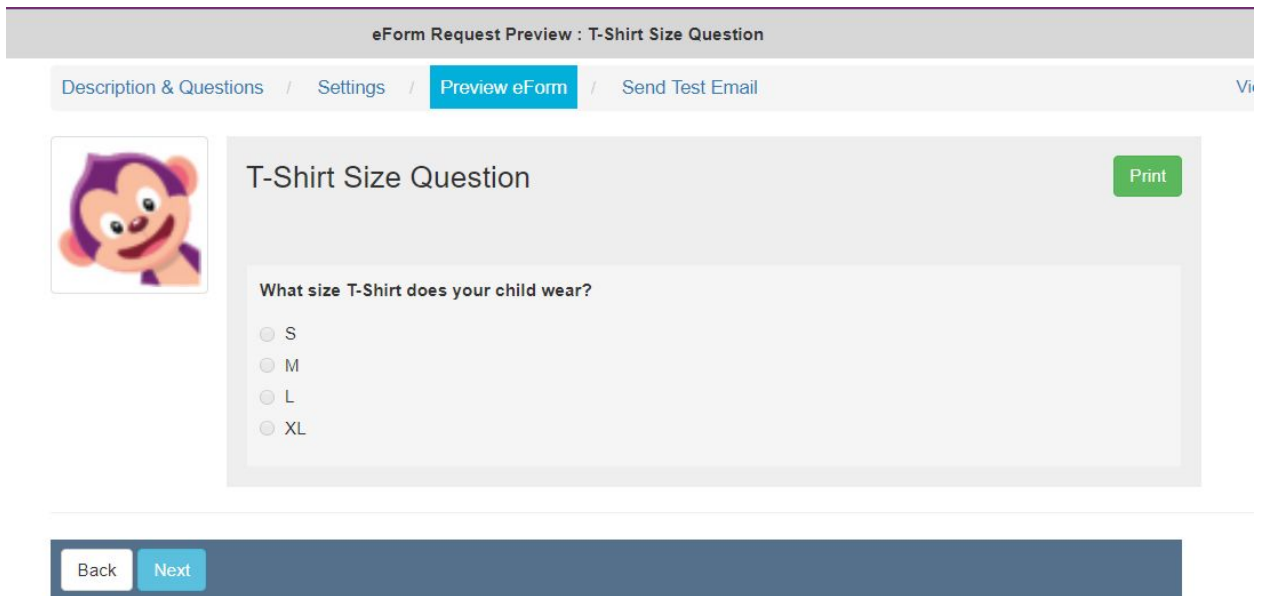 eForm Request Preview : T-Shirt Size Question
Description & Questions / Settings / Preview eForm / Send Test Email
T-Shirt Size Question
Print
What size T-Shirt does your child wear?
S
M
L
XL
Back Next